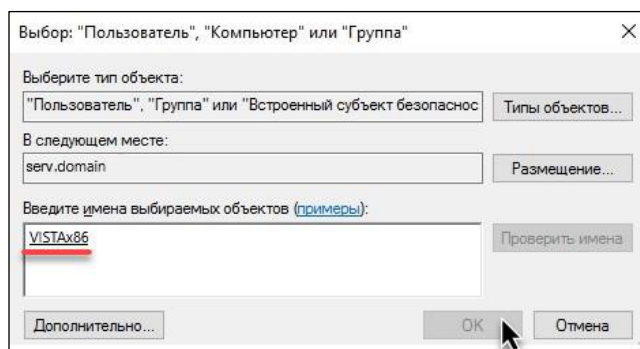 Выбор: "Пользователь", "Компьютер" или "Группа"
Выберите тип объекта:
"Пользователь", "Группа" или "Встроенный субъект безопаснос
Типы объектов...
В следующем месте:
serv.domain
Размещение...
Введите имена выбираемых объектов (примеры):
VISTAx86
Проверить имена
Дополнительно...
ОК
Отмена